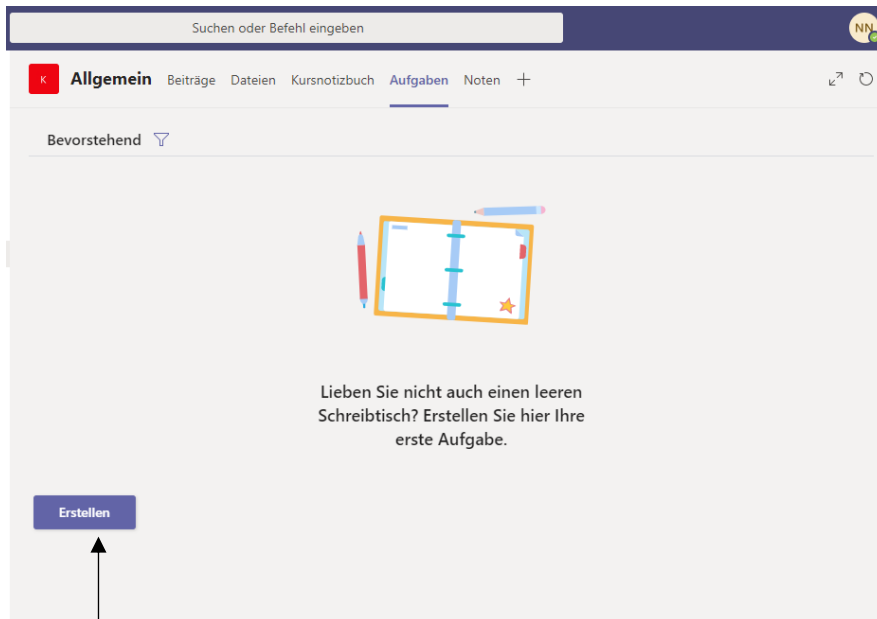 Suchen oder Befehl eingeben
NN
K Allgemein Beiträge Dateien Kursnotizbuch Aufgaben Noten +
Bevorstehend
Lieben Sie nicht auch einen leeren
Schreibtisch? Erstellen Sie hier Ihre
erste Aufgabe.
Erstellen